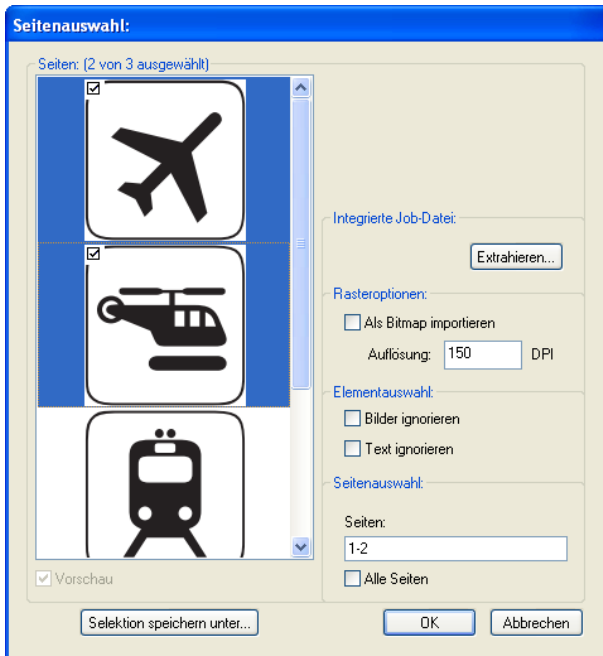 Seitenauswahl:
Seiten: (2 von 3 ausgewählt)
Integrierte Job-Datei:
Extrahieren...
Rasteroptionen:
Als Bitmap importieren
Auflösung: 150 DPI
Elementauswahl:
Bilder ignorieren
Text ignorieren
Seitenauswahl:
Seiten:
1-2
Alle Seiten
Vorschau
Selektion speichern unter... OK Abbrechen